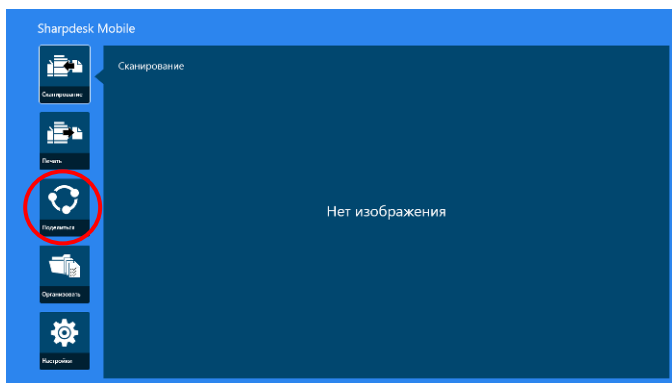 Sharpdesk Mobile
Сканирование
Сканирование
Печать
Поделиться
Нет изображения
Организовать
Настройки